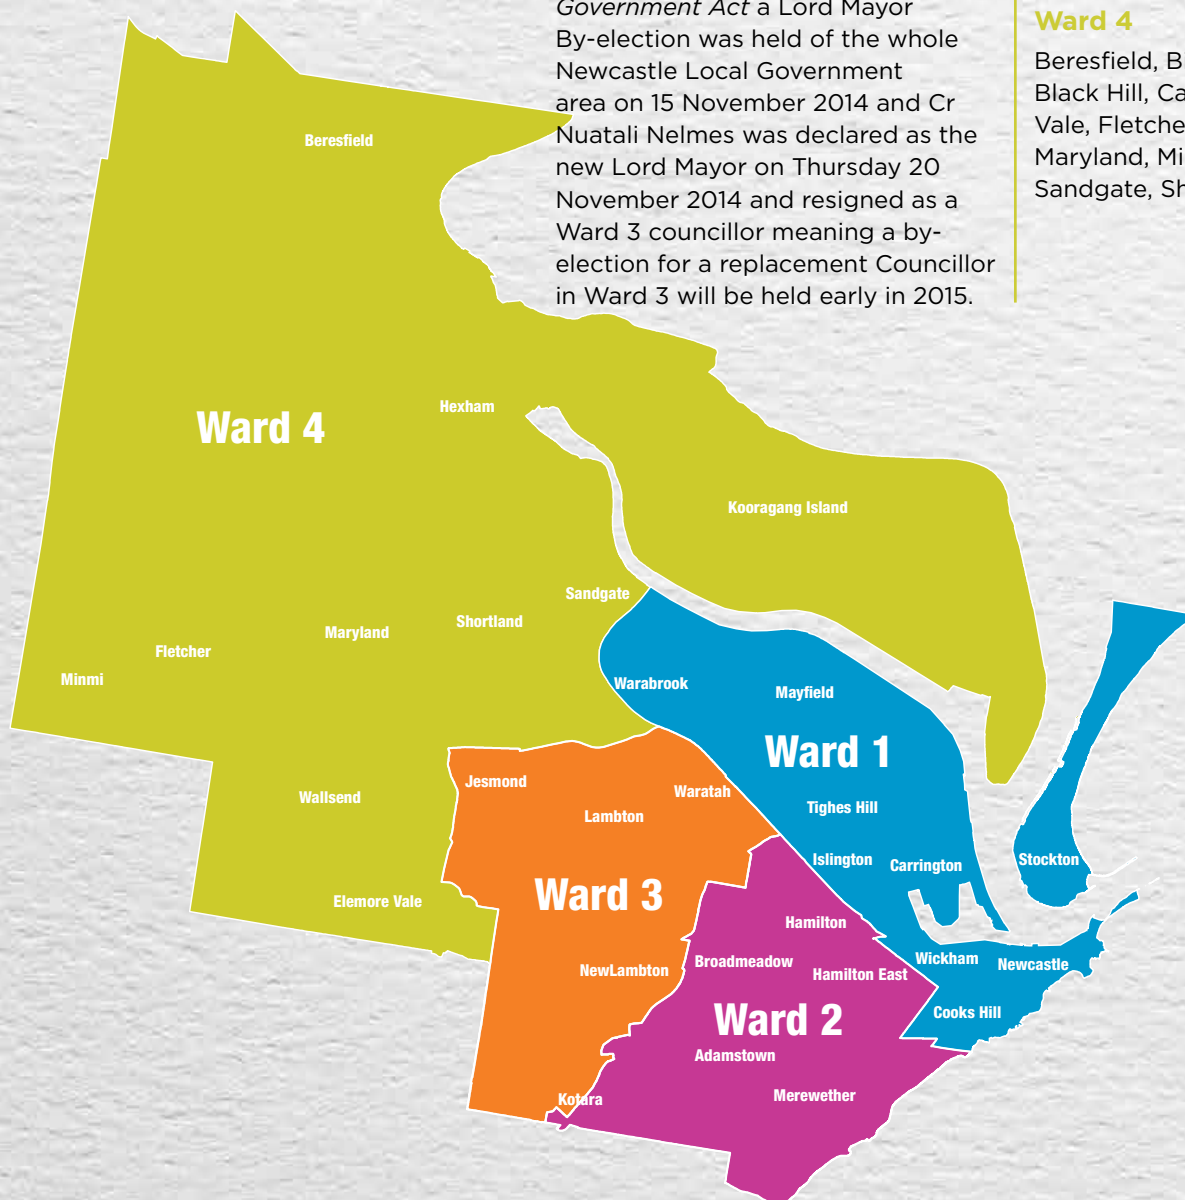 Government Act a Lord Mayor
By-election was held of the whole
Newcastle Local Government
area on 15 November 2014 and Cr
Nuatali Nelmes was declared as the
new Lord Mayor on Thursday 20
November 2014 and resigned as a
Ward 3 councillor meaning a by-
election for a replacement Councillor
in Ward 3 will be held early in 2015.
Ward 4
Beresfield, B
Black Hill, Ca
Vale, Fletche
Maryland, Mi
Sandgate, Sh
Beresfield
Hexham
Ward 4
Kooragang Island
Sandgate
Shortland
Maryland
Fletcher
Minmi
Warabrook
Mayfield
Ward 1
Jesmond
Waratah
Wallsend
Lambton
Tighes Hill
Islington
Carrington
Stockton
Ward 3
Elemore Vale
Hamilton
Wickham
Newcastle
Broadmeadow
NewLambton
Hamilton East
Cooks Hill
Ward 2
Adamstown
Merewether
Kotara